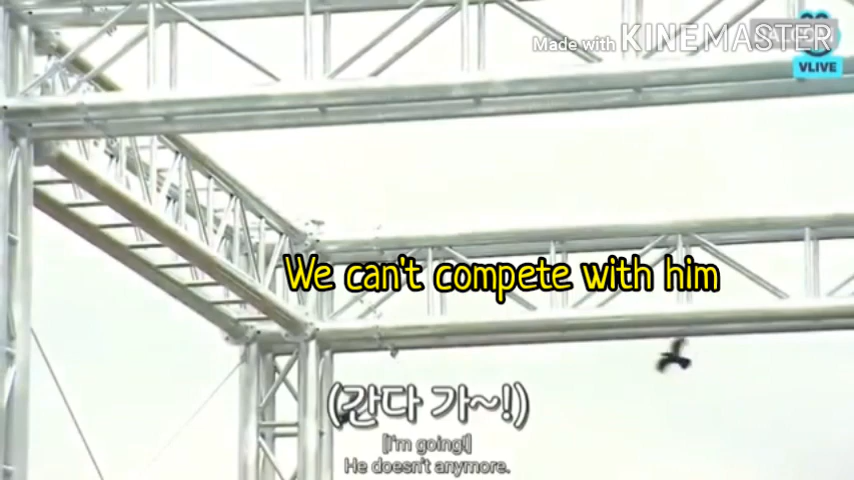 Made with KINEMASTER
VLIVE
We can't compete with him
(간다 가~!)
[I'm going!]
He doesn't anymore.